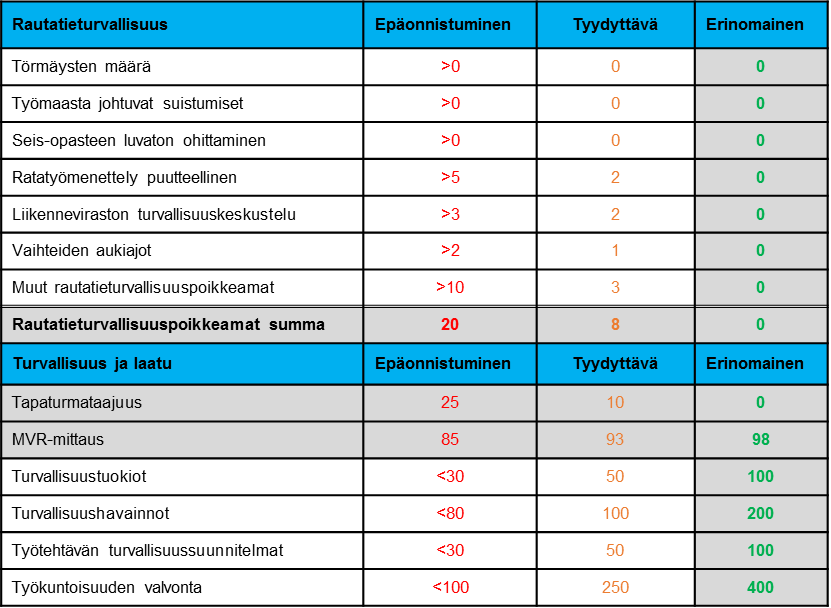 Rautatieturvallisuus Epäonnistuminen Tyydyttävä Erinomainen
Törmäysten määrä >0 0 0
Työmaasta johtuvat suistumiset >0 0 0
Seis-opasteen luvaton ohittaminen >0 0 0
Ratatyömenettely puutteellinen >5 2 0
Liikenneviraston turvallisuuskeskustelu >3 2 0
Vaihteiden aukiajot >2 1 0
Muut rautatieturvallisuuspoikkeamat >10 3 0
Rautatieturvallisuuspoikkeamat summa 20 8 0
Turvallisuus ja laatu Epäonnistuminen Tyydyttävä Erinomainen
Tapaturmataajuus 25 10 0
MVR-mittaus 85 93 98
Turvallisuustuokiot <30 50 100
Turvallisuushavainnot <80 100 200
Työtehtävän turvallisuussuunnitelmat <30 50 100
Työkuntoisuuden valvonta <100 250 400